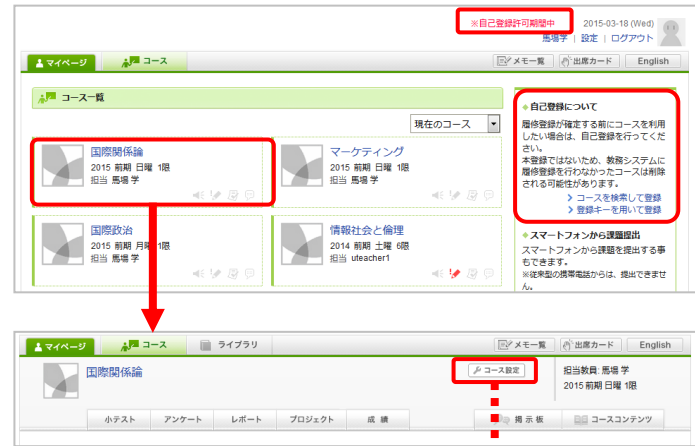 ※自己登録許可期間中
2015-03-18 (Wed)
馬場学 | 設定 | ログアウト
マイページ
コース
メモ一覧
出席カード
English
コース一覧
現在のコース
国際関係論
2015 前期 日曜 1限
担当 馬場 学
マーケティング
2015 前期 日曜 1限
担当 馬場 学
国際政治
2015 前期 月曜 1限
担当 馬場 学
情報社会と倫理
2014 前期 土曜 6限
担当 uteacher1
自己登録について
履修登録が確定する前にコースを利用
したい場合は、自己登録を行ってくだ
さい。
本登録ではないため、教務システムに
履修登録を行わなかったコースは削除
される可能性があります。
> コースを検索して登録
> 登録キーを用いて登録
スマートフォンから課題提出
スマートフォンから課題を提出する事
もできます。
※従来型の携帯電話からは、提出できませ
ん。
マイページ
コース
ライブラリ
メモ一覧
出席カード
English
国際関係論
コース設定
担当教員: 馬場 学
2015 前期 日曜 1限
小テスト
アンケート
レポート
プロジェクト
成績
掲示板
コースコンテンツ